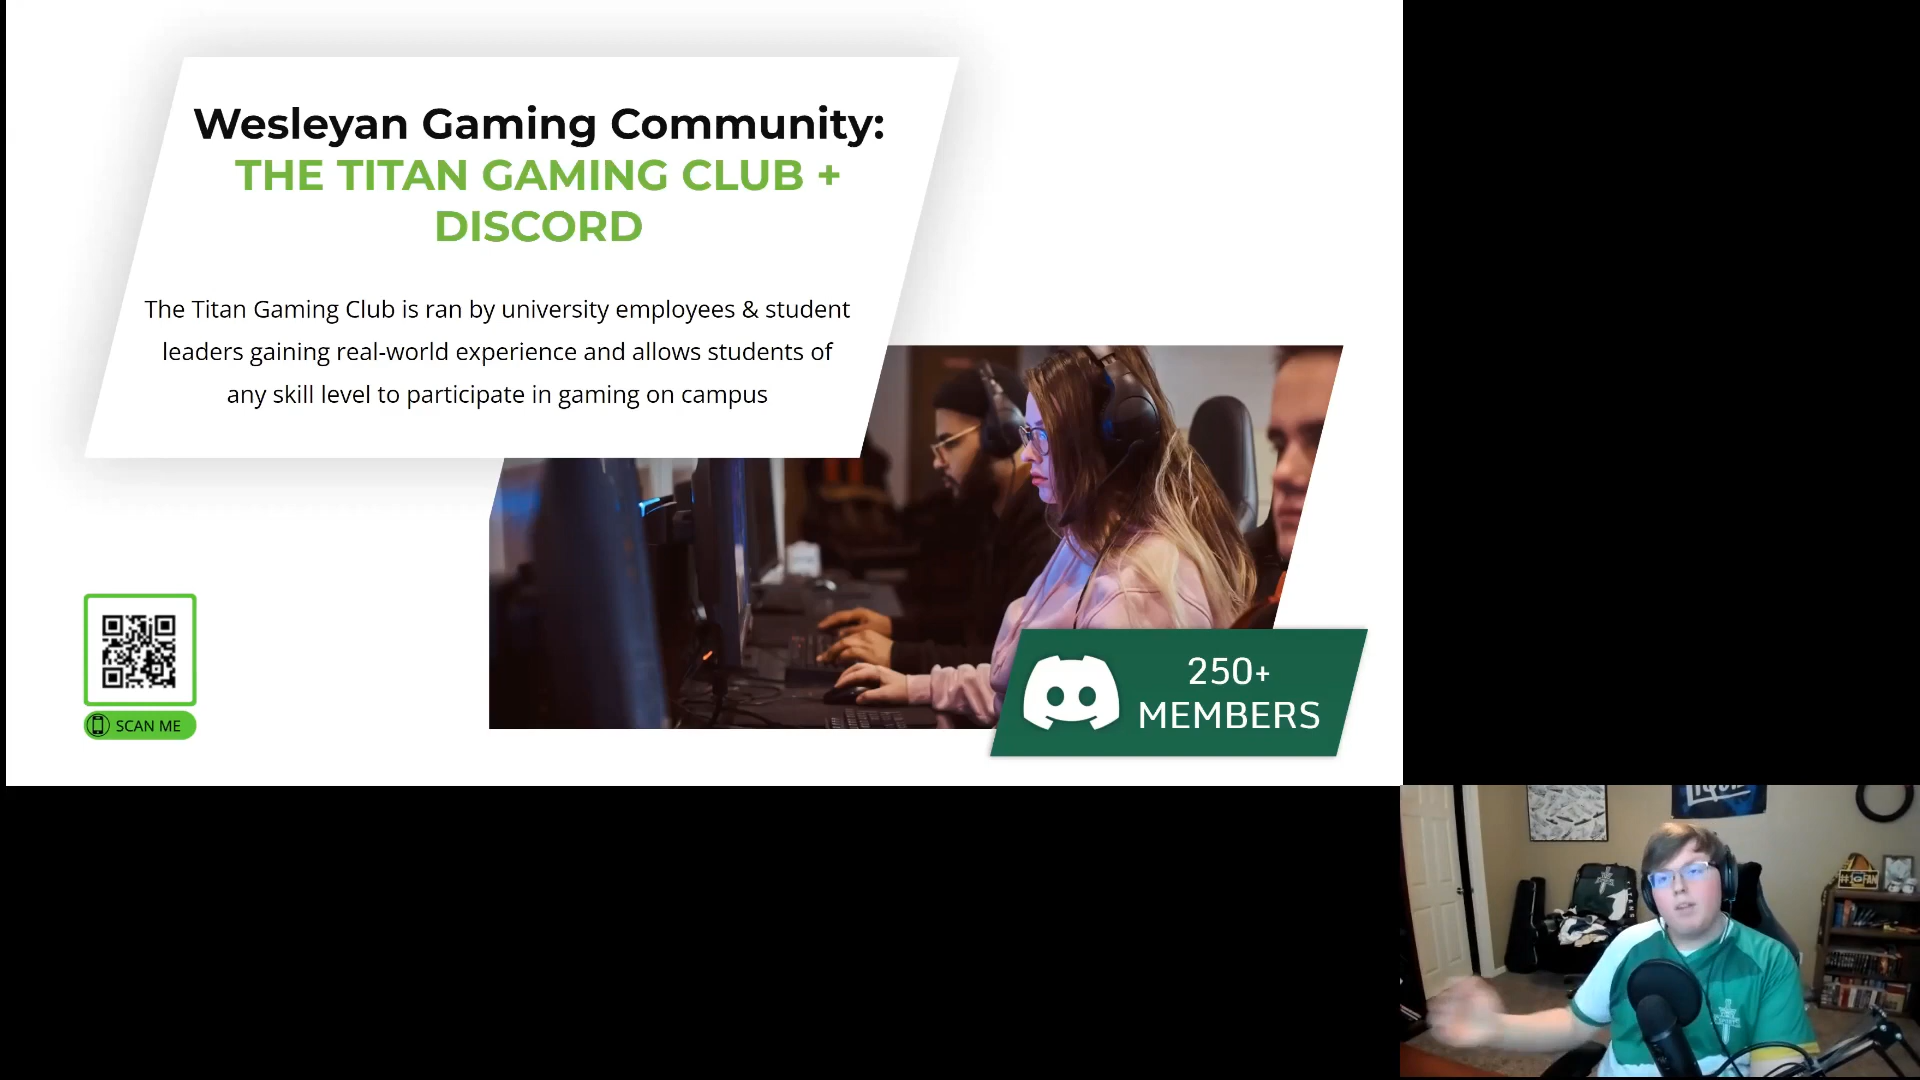 Wesleyan Gaming Community:
THE TITAN GAMING CLUB +
DISCORD
The Titan Gaming Club is ran by university employees & student
leaders gaining real-world experience and allows students of
any skill level to participate in gaming on campus
SCAN ME
250+
MEMBERS
#1 FAN